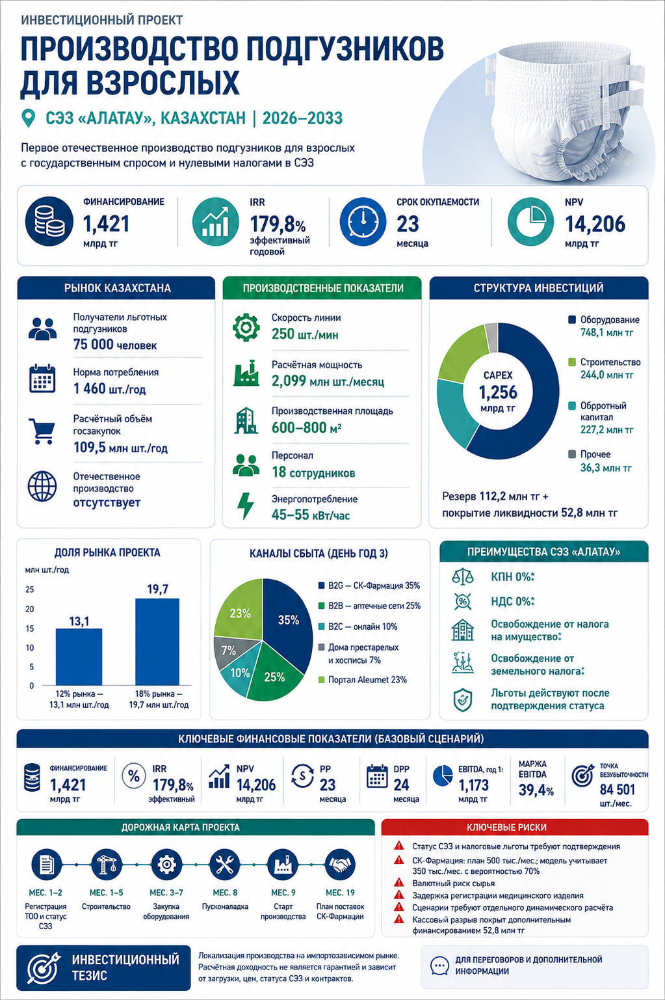 ИНВЕСТИЦИОННЫЙ ПРОЕКТ
ПРОИЗВОДСТВО ПОДГУЗНИКОВ
ДЛЯ ВЗРОСЛЫХ
СЭЗ «АЛАТАУ», КАЗАХСТАН | 2026–2033
Первое отечественное производство подгузников для взрослых
с государственным спросом и нулевыми налогами в СЭЗ
ФИНАНСИРОВАНИЕ
1,421
млрд тг
IRR
179,8%
эффективный
годовой
СРОК ОКУПАЕМОСТИ
23
месяца
NPV
14,206
млрд тг
РЫНОК КАЗАХСТАНА
Получатели льготных
подгузников
75 000 человек
Норма потребления
1 460 шт./год
Расчётный объём
госзакупок
109,5 млн шт./год
Отечественное
производство
отсутствует
ПРОИЗВОДСТВЕННЫЕ ПОКАЗАТЕЛИ
Скорость линии
250 шт./мин
Расчётная мощность
2,099 млн шт./месяц
Производственная площадь
600–800 м²
Персонал
18 сотрудников
Энергопотребление
45–55 кВт/час
СТРУКТУРА ИНВЕСТИЦИЙ
CAPEX
1,256
млрд тг
Оборудование
748,1 млн тг
Строительство
244,0 млн тг
Обрротный
капитал
227,2 млн тг
Прочее
36,3 млн тг
Резерв 112,2 млн тг +
покрытие ликвидности 52,8 млн тг
ДОЛЯ РЫНКА ПРОЕКТА
млн шт./год
25
20
15
10
5
0
13,1
19,7
12% рынка –
13,1 млн шт./год
18% рынка –
19,7 млн шт./год
КАНАЛЫ СБЫТА (ДЕНЬ ГОД 3)
35%
25%
10%
7%
23%
B2G – СК-Фармация 35%
B2B – аптечные сети 25%
B2C – онлайн 10%
Дома престарелых
и хосписы 7%
Портал Aleumet 23%
ПРЕИМУЩЕСТВА СЭЗ «АЛАТАУ»
КПН 0%*
НДС 0%*
Освобождение от налога
на имущество*
Освобождение от
земельного налога*
Льготы действуют после
подтверждения статуса
КЛЮЧЕВЫЕ ФИНАНСОВЫЕ ПОКАЗАТЕЛИ (БАЗОВЫЙ СЦЕНАРИЙ)
ФИНАНСИРОВАНИЕ
1,421
млрд тг
%
IRR
179,8%
эффективный
NPV
14,206
млрд тг
S
PP
23
месяца
DPP
24
месяца
EBITDA, год 1:
1,173
млрд тг
МАРЖА
EBITDA
39,4%
ТОЧКА
БЕЗУБЫТОЧНОСТИ
84 501
шт./мес.
ДОРОЖНАЯ КАРТА ПРОЕКТА
МЕС. 1–2
Регистрация
ТОО и статус
СЭЗ
МЕС. 1–5
Строительство
МЕС. 3–7
Закупка
оборудования
МЕС. 8
Пусконаладка
МЕС. 9
Старт
производства
МЕС. 19
План поставок
СК-Фармации
КЛЮЧЕВЫЕ РИСКИ
Статус СЭЗ и налоговые льготы требуют подтверждения
СК-Фармация: план 500 тыс./мес.; модель учитывает
350 тыс./мес. с вероятностью 70%
Валютный риск сырья
Задержка регистрации медицинского изделия
Сценарии требуют отдельного динамического расчёта
Кассовый разрыв покрыт дополнительным
финансированием 52,8 млн тг
ИНВЕСТИЦИОННЫЙ
ТЕЗИС
Локализация производства на импортозависимом рынке.
Расчётная доходность не является гарантией и зависит
от загрузки, цен, статуса СЭЗ и контрактов.
ДЛЯ ПЕРЕГОВОРОВ И ДОПОЛНИТЕЛЬНОЙ
ИНФОРМАЦИИ